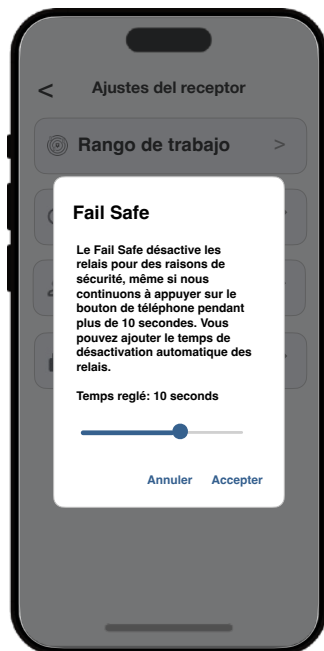 < Ajustes del receptor
Rango de trabajo >
Fail Safe
Le Fail Safe désactive les
relais pour des raisons de
sécurité, même si nous
continuons à appuyer sur le
bouton de téléphone pendant
plus de 10 secondes. Vous
pouvez ajouter le temps de
désactivation automatique des
relais.
Temps reglé: 10 seconds
Annuler Accepter